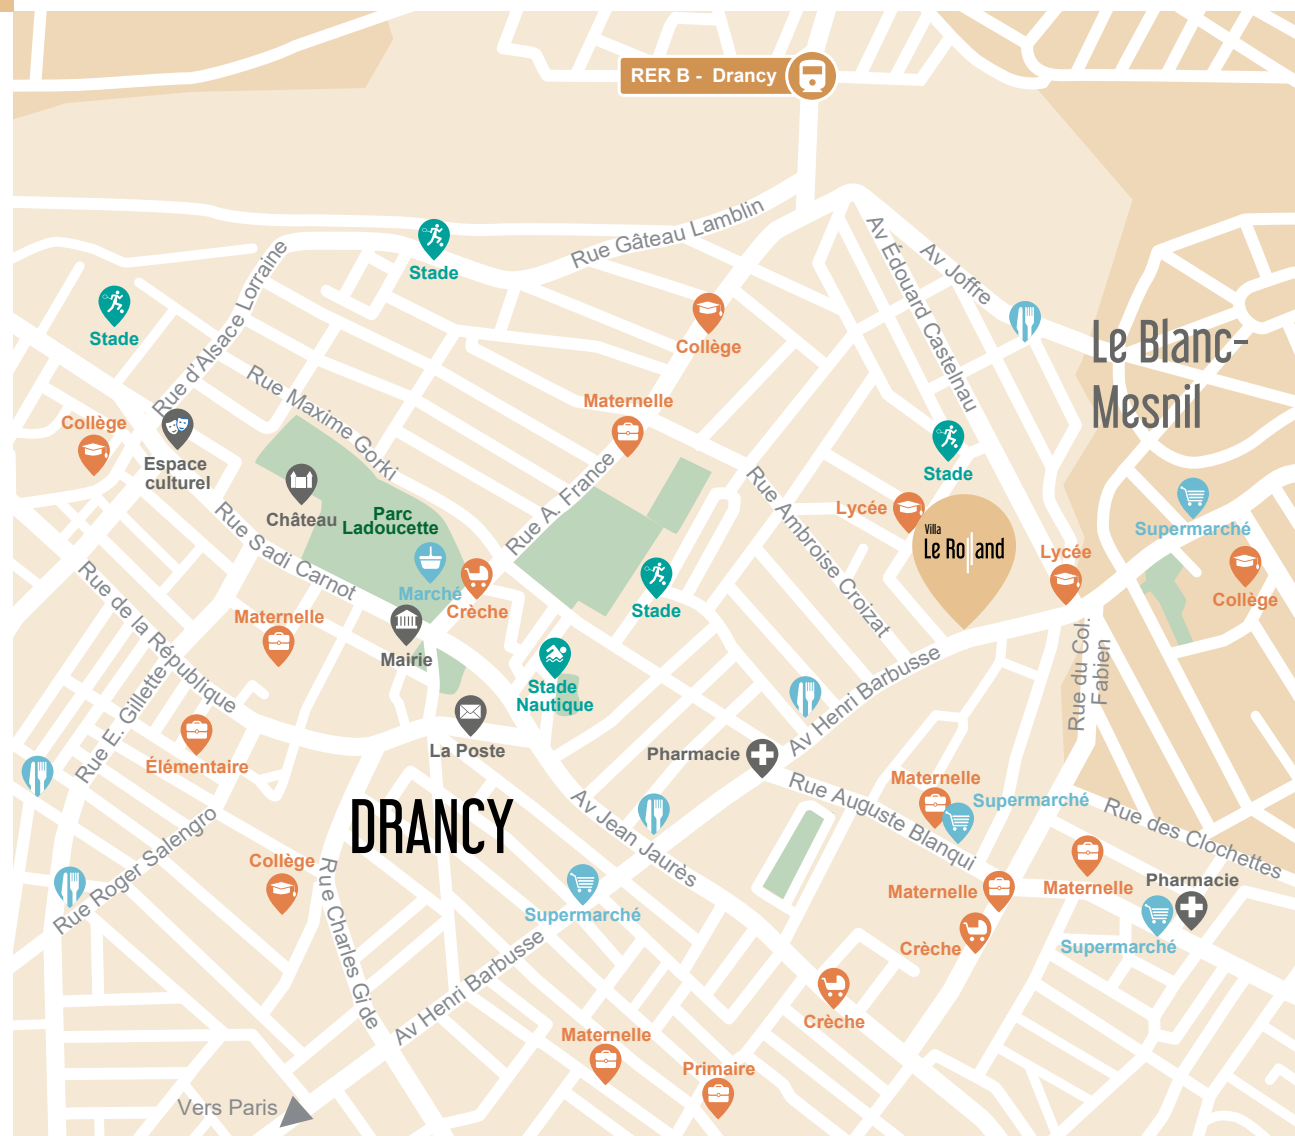 RER B - Drancy
Rue Gâteau Lamblin
Av Édouard Castelnau
Av Joffre
Stade
Rue d'Alsace Lorraine
Stade
Collège
Le Blanc-
Mesnil
Rue Maxime Gorki
Maternelle
Collège
Espace
culturel
Stade
Rue A. France
Rue Ambroise Croizat
Château
Parc
Ladoucette
Lycée
Supermarché
Villa
Le Rolland
Lycée
Rue Sadi Carnot
Marché
Crèche
Stade
Collège
Rue de la République
Maternelle
Mairie
Stade
Nautique
Av Henri Barbusse
Rue du Col.
Fabien
Rue E. Gillette
La Poste
Pharmacie
Élémentaire
Maternelle
Supermarché
Rue Auguste Blanqui
Rue des Clochettes
DRANCY
Av Jean Jaurès
Rue Roger Salengro
Collège
Rue Charles Gide
Supermarché
Maternelle
Maternelle
Pharmacie
Crèche
Supermarché
Av Henri Barbusse
Crèche
Maternelle
Primaire
Vers Paris